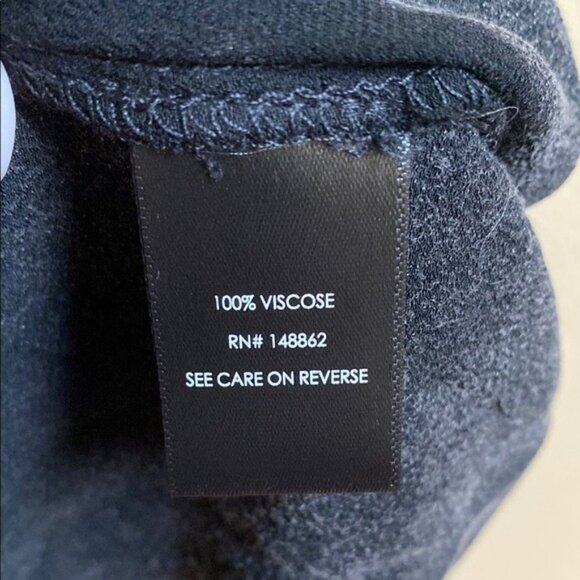 100% VISCOSE
RN# 148862
SEE CARE ON REVERSE